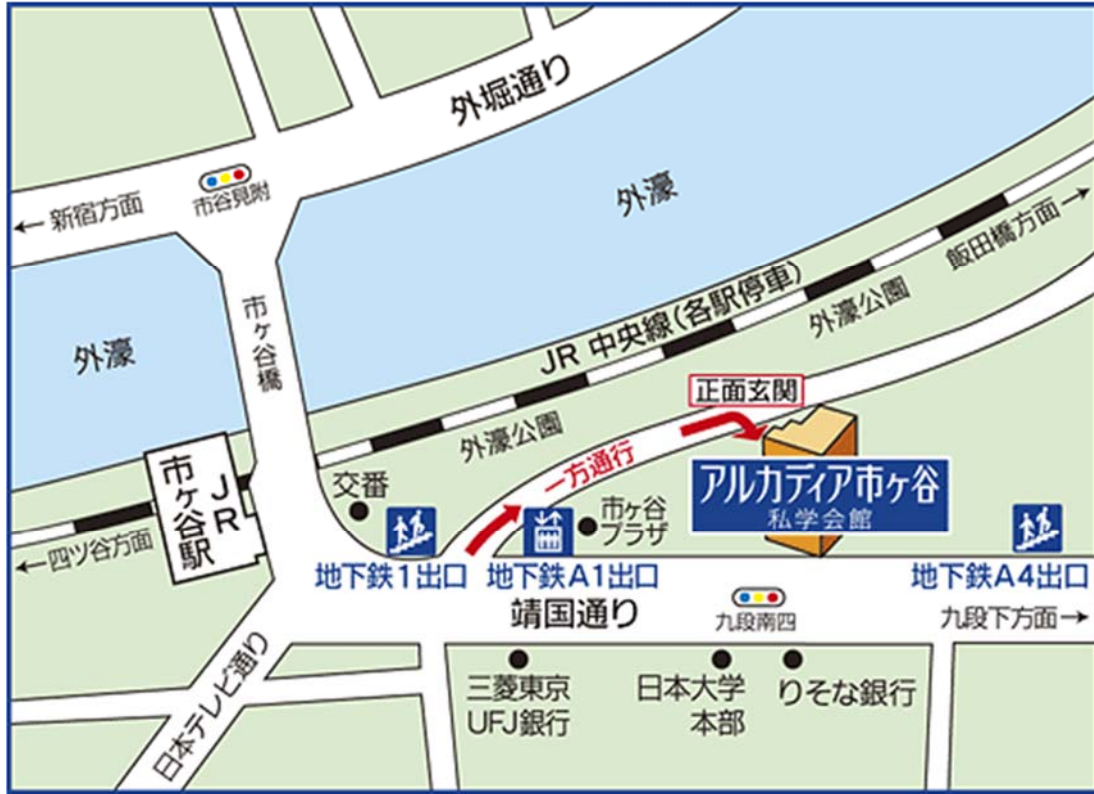 外堀通り
市谷見附
←新宿方面
外濠
飯田橋方面→
市ヶ谷橋
JR 中央線(各駅停車)
外濠公園
外濠
正面玄関
外濠公園
一方通行
アルカディア市ヶ谷
私学会館
JR
市ヶ谷駅
交番
市ヶ谷
プラザ
←四ツ谷方面
地下鉄1出口
地下鉄A1出口
地下鉄A4出口
靖国通り
九段南四
九段下方面→
日本テレビ通り
三菱東京
UFJ銀行
日本大学
本部
りそな銀行